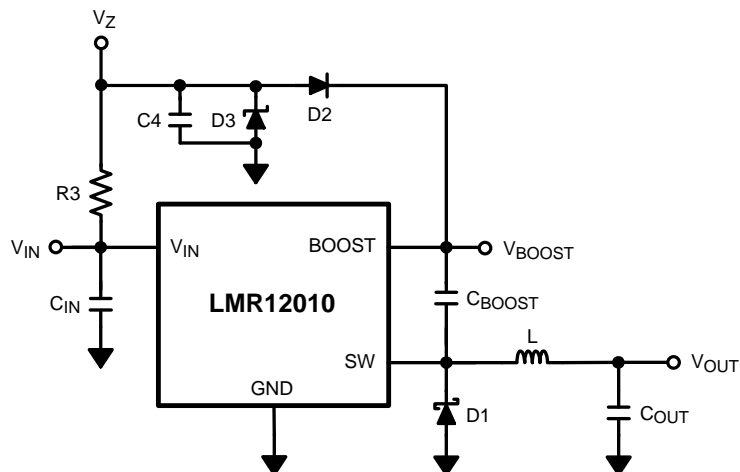 VZ
C4
D3
D2
R3
VIN
VIN
BOOST
VBOOST
CIN
LMR12010
CBOOST
L
SW
VOUT
GND
D1
COUT